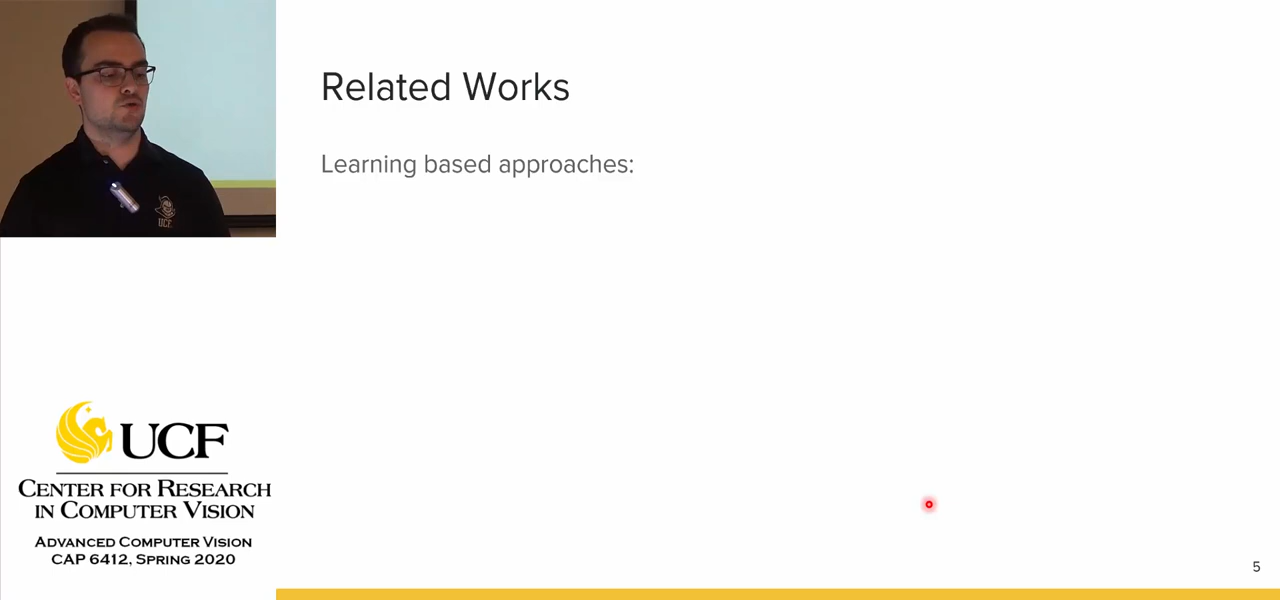 Related Works
Learning based approaches:
UCF
UCF
CENTER FOR RESEARCH
IN COMPUTER VISION
ADVANCED COMPUTER VISION
CAP 6412, SPRING 2020
5